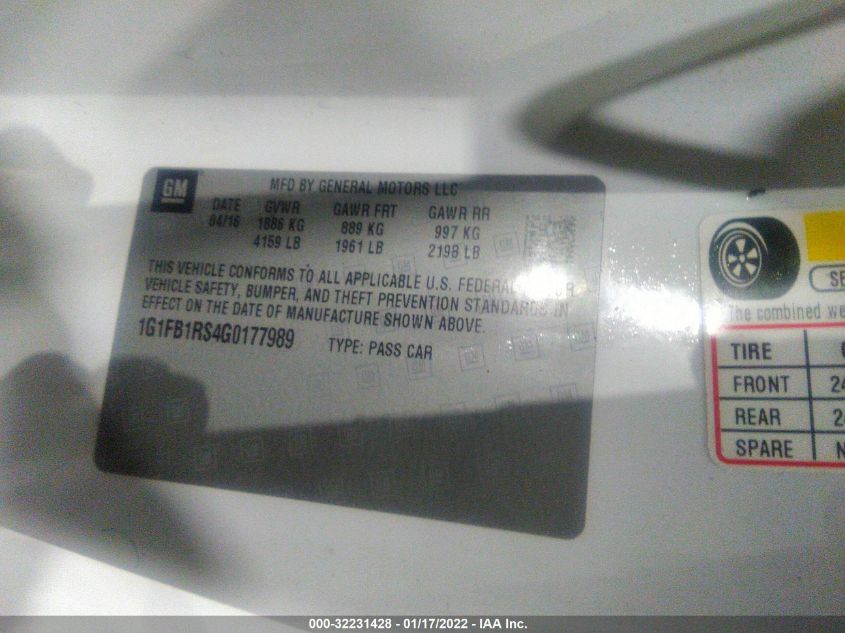 GM
MFD BY GENERAL MOTORS LLC
DATE GVWR GAWR FRT GAWR RR
04/16 1886 KG 889 KG 997 KG
4159 LB 1961 LB 2198 LB
THIS VEHICLE CONFORMS TO ALL APPLICABLE U.S. FEDERAL
VEHICLE SAFETY, BUMPER, AND THEFT PREVENTION STANDARDS IN
EFFECT ON THE DATE OF MANUFACTURE SHOWN ABOVE.
1G1FB1RS4G0177989 TYPE: PASS CAR
The combined
TIRE
FRONT
REAR
SPARE
000-32231428 - 01/17/2022 - IAA Inc.